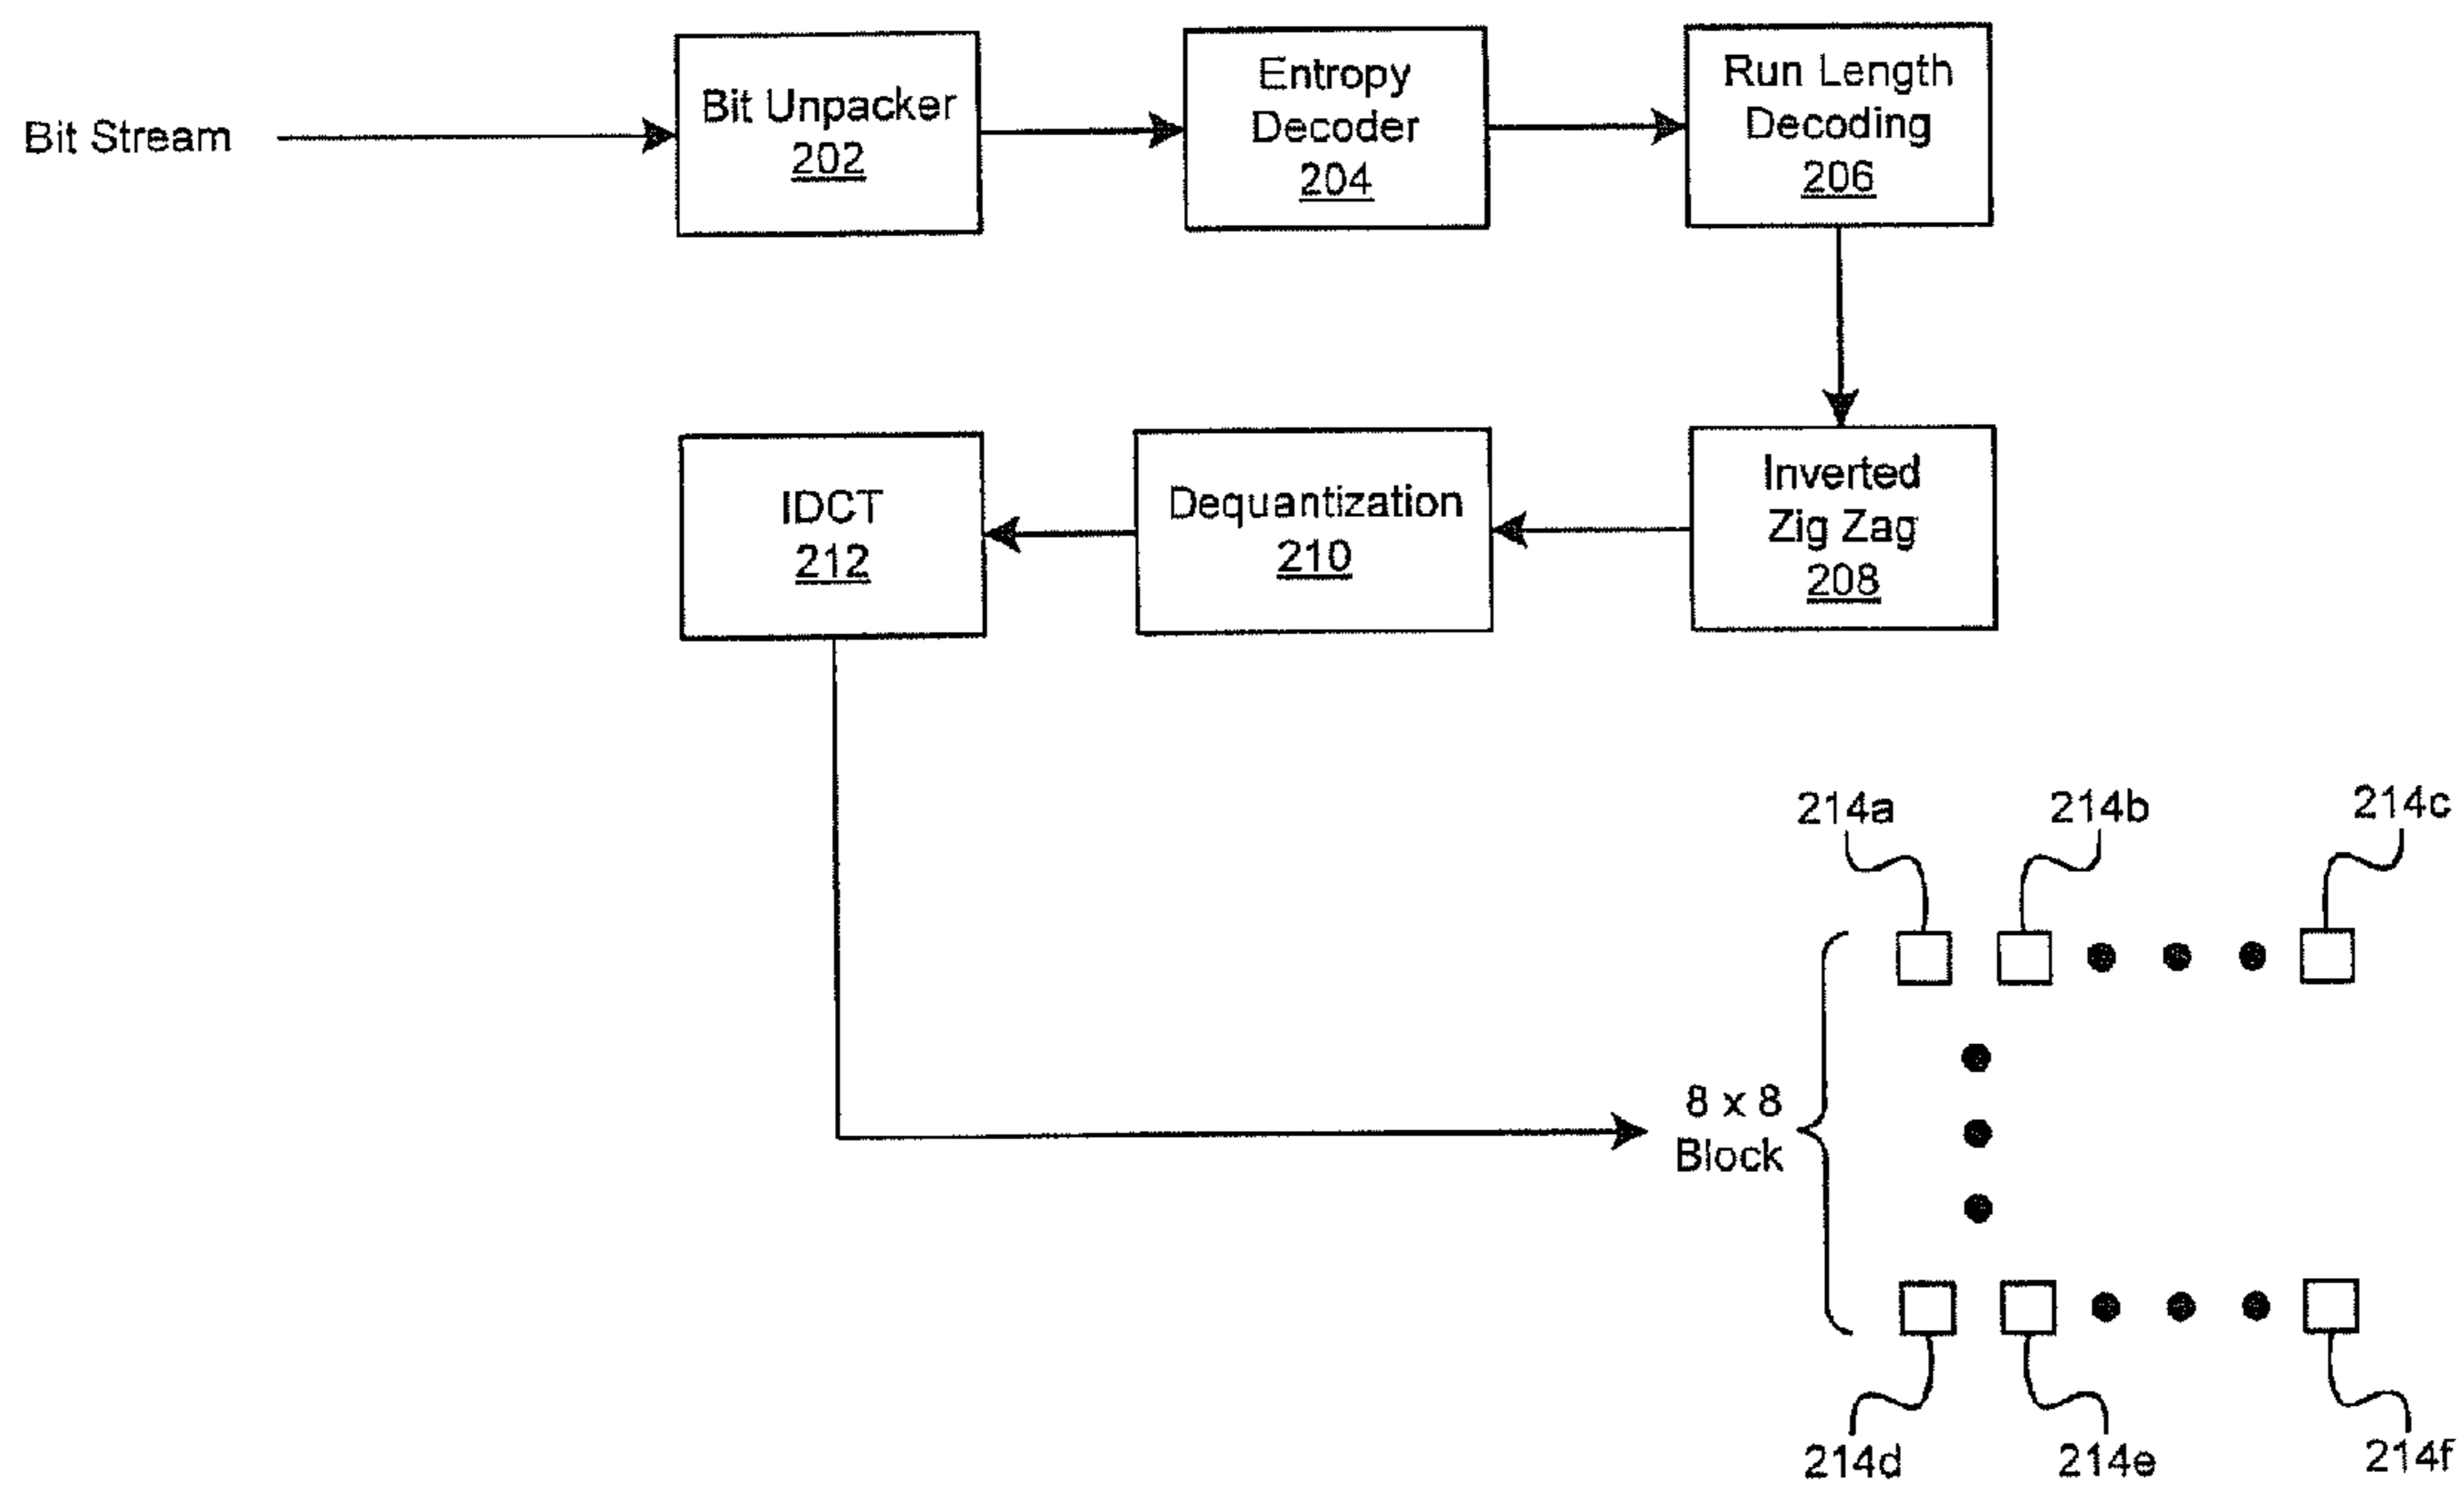 Bit Stream
Bit Unpacker
202
Entropy
Decoder
204
Run Length
Decoding
206
IDCT
212
Dequantization
210
Inverted
Zig Zag
208
214a
214b
214c
8 x 8
Block
214d
214e
214f